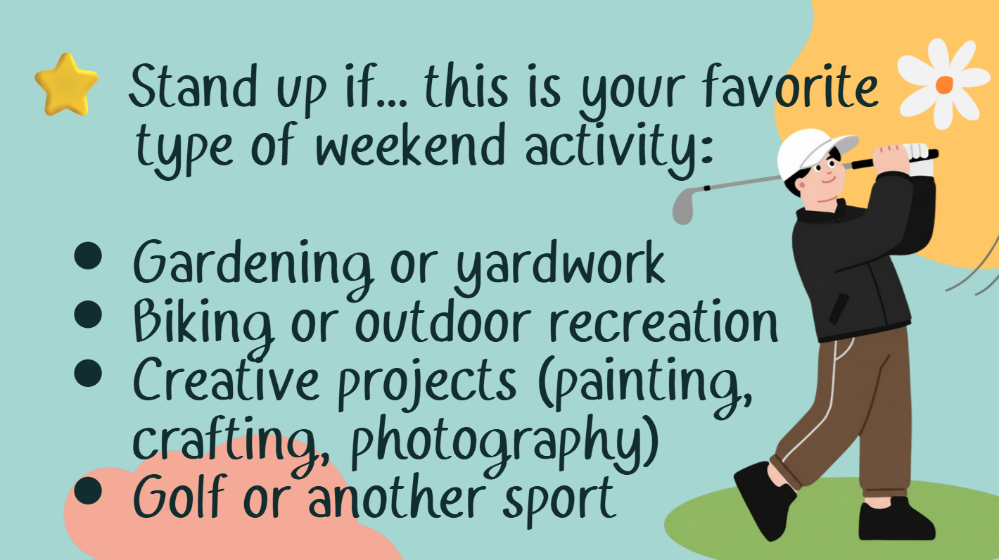 Stand up if... this is your favorite
type of weekend activity:
● Gardening or yardwork
● Biking or outdoor recreation
● Creative projects (painting,
crafting, photography)
● Golf or another sport